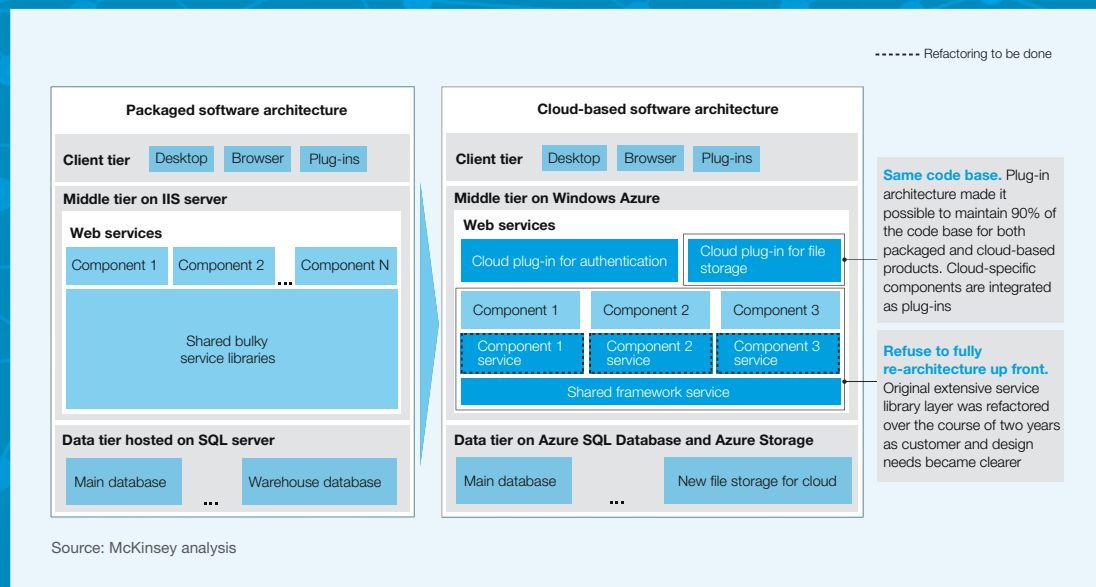 Refactoring to be done
Packaged software architecture
Client tier
Desktop
Browser
Plug-ins
Middle tier on IIS server
Web services
Component 1
Component 2
...
Component N
Shared bulky
service libraries
Data tier hosted on SQL server
Main database
...
Warehouse database
Cloud-based software architecture
Client tier
Desktop
Browser
Plug-ins
Middle tier on Windows Azure
Web services
Cloud plug-in for authentication
Cloud plug-in for file
storage
Component 1
Component 2
Component 3
Component 1
service
Component 2
service
Component 3
service
Shared framework service
Data tier on Azure SQL Database and Azure Storage
Main database
...
New file storage for cloud
Same code base. Plug-in
architecture made it
possible to maintain 90% of
the code base for both
packaged and cloud-based
products. Cloud-specific
components are integrated
as plug-ins
Refuse to fully
re-architecture up front.
Original extensive service
library layer was refactored
over the course of two years
as customer and design
needs became clearer
Source: McKinsey analysis